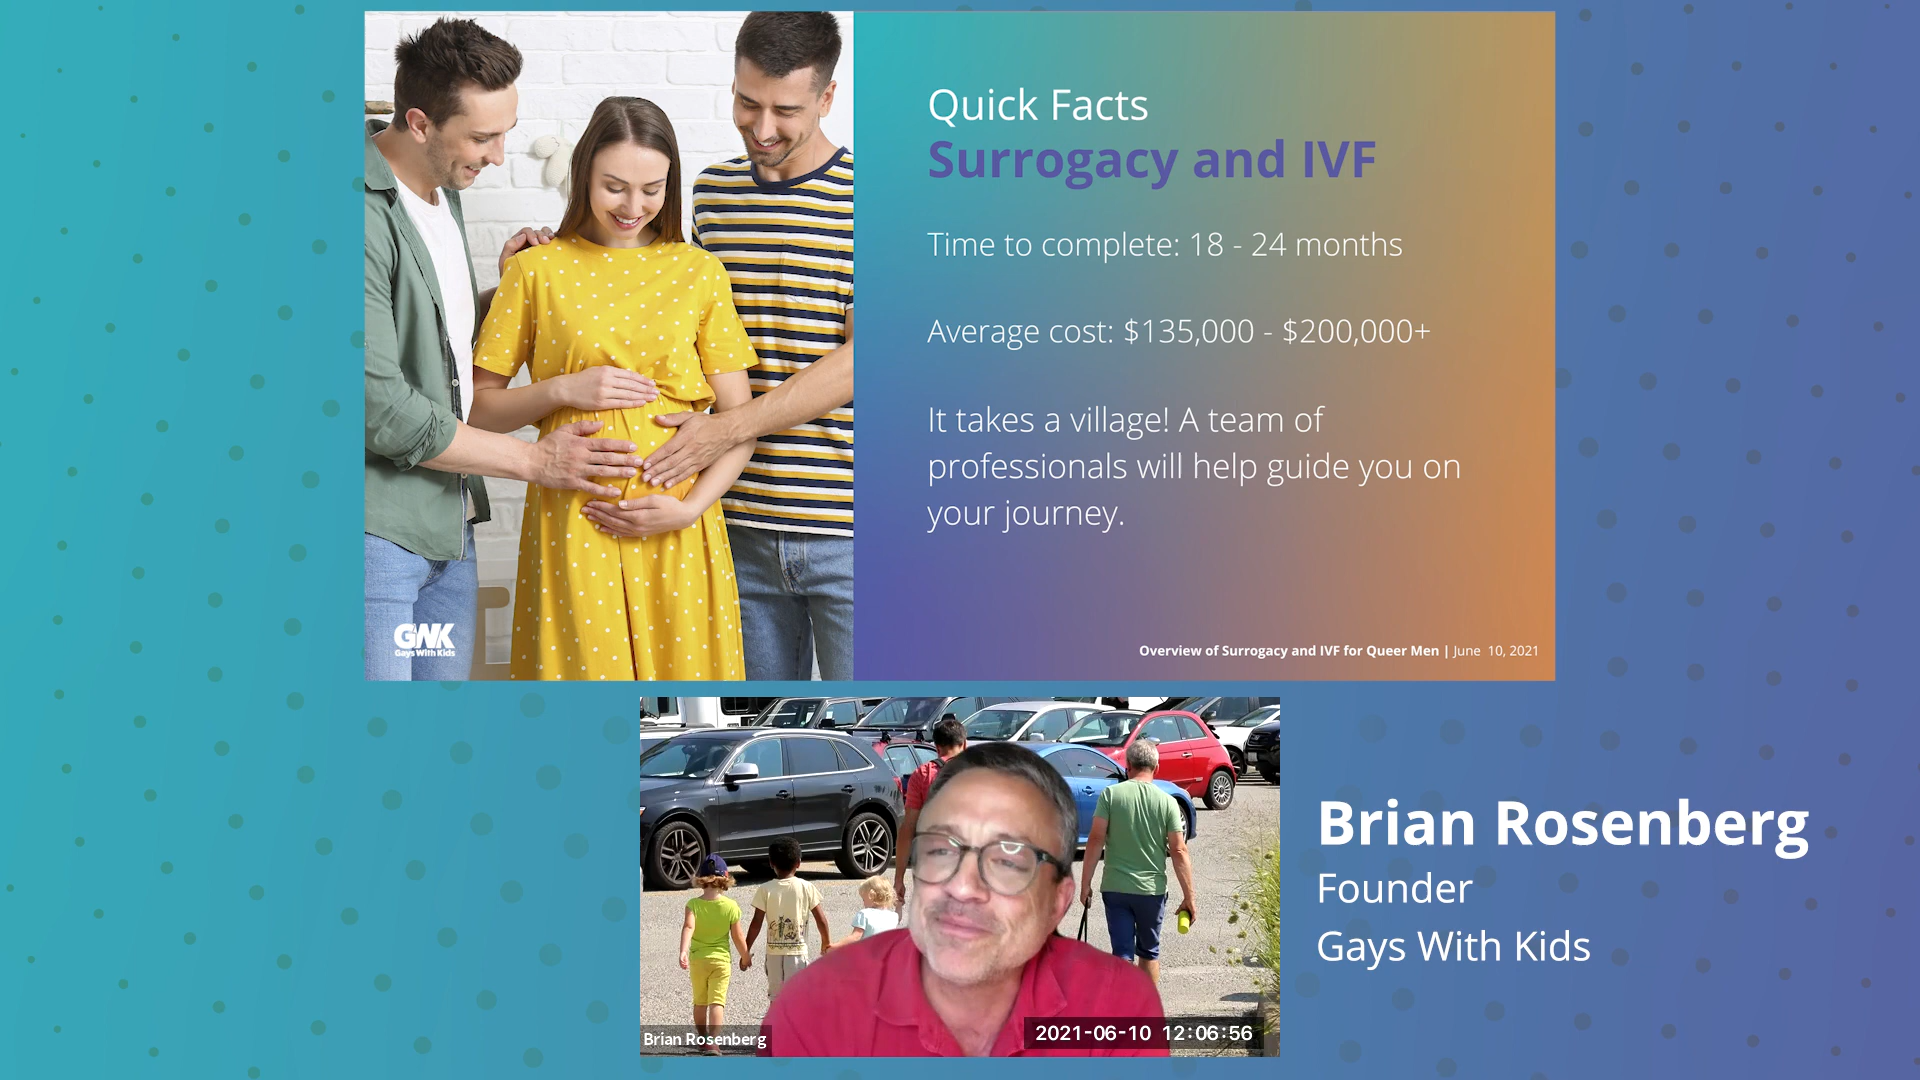 Quick Facts
Surrogacy and IVF
Time to complete: 18 - 24 months
Average cost: $135,000 - $200,000+
It takes a village! A team of
professionals will help guide you on
your journey.
GWK
Gays With Kids
Overview of Surrogacy and IVF for Queer Men | June 10, 2021
Brian Rosenberg
Founder
Gays With Kids
Brian Rosenberg
2021-06-10 12:06:56